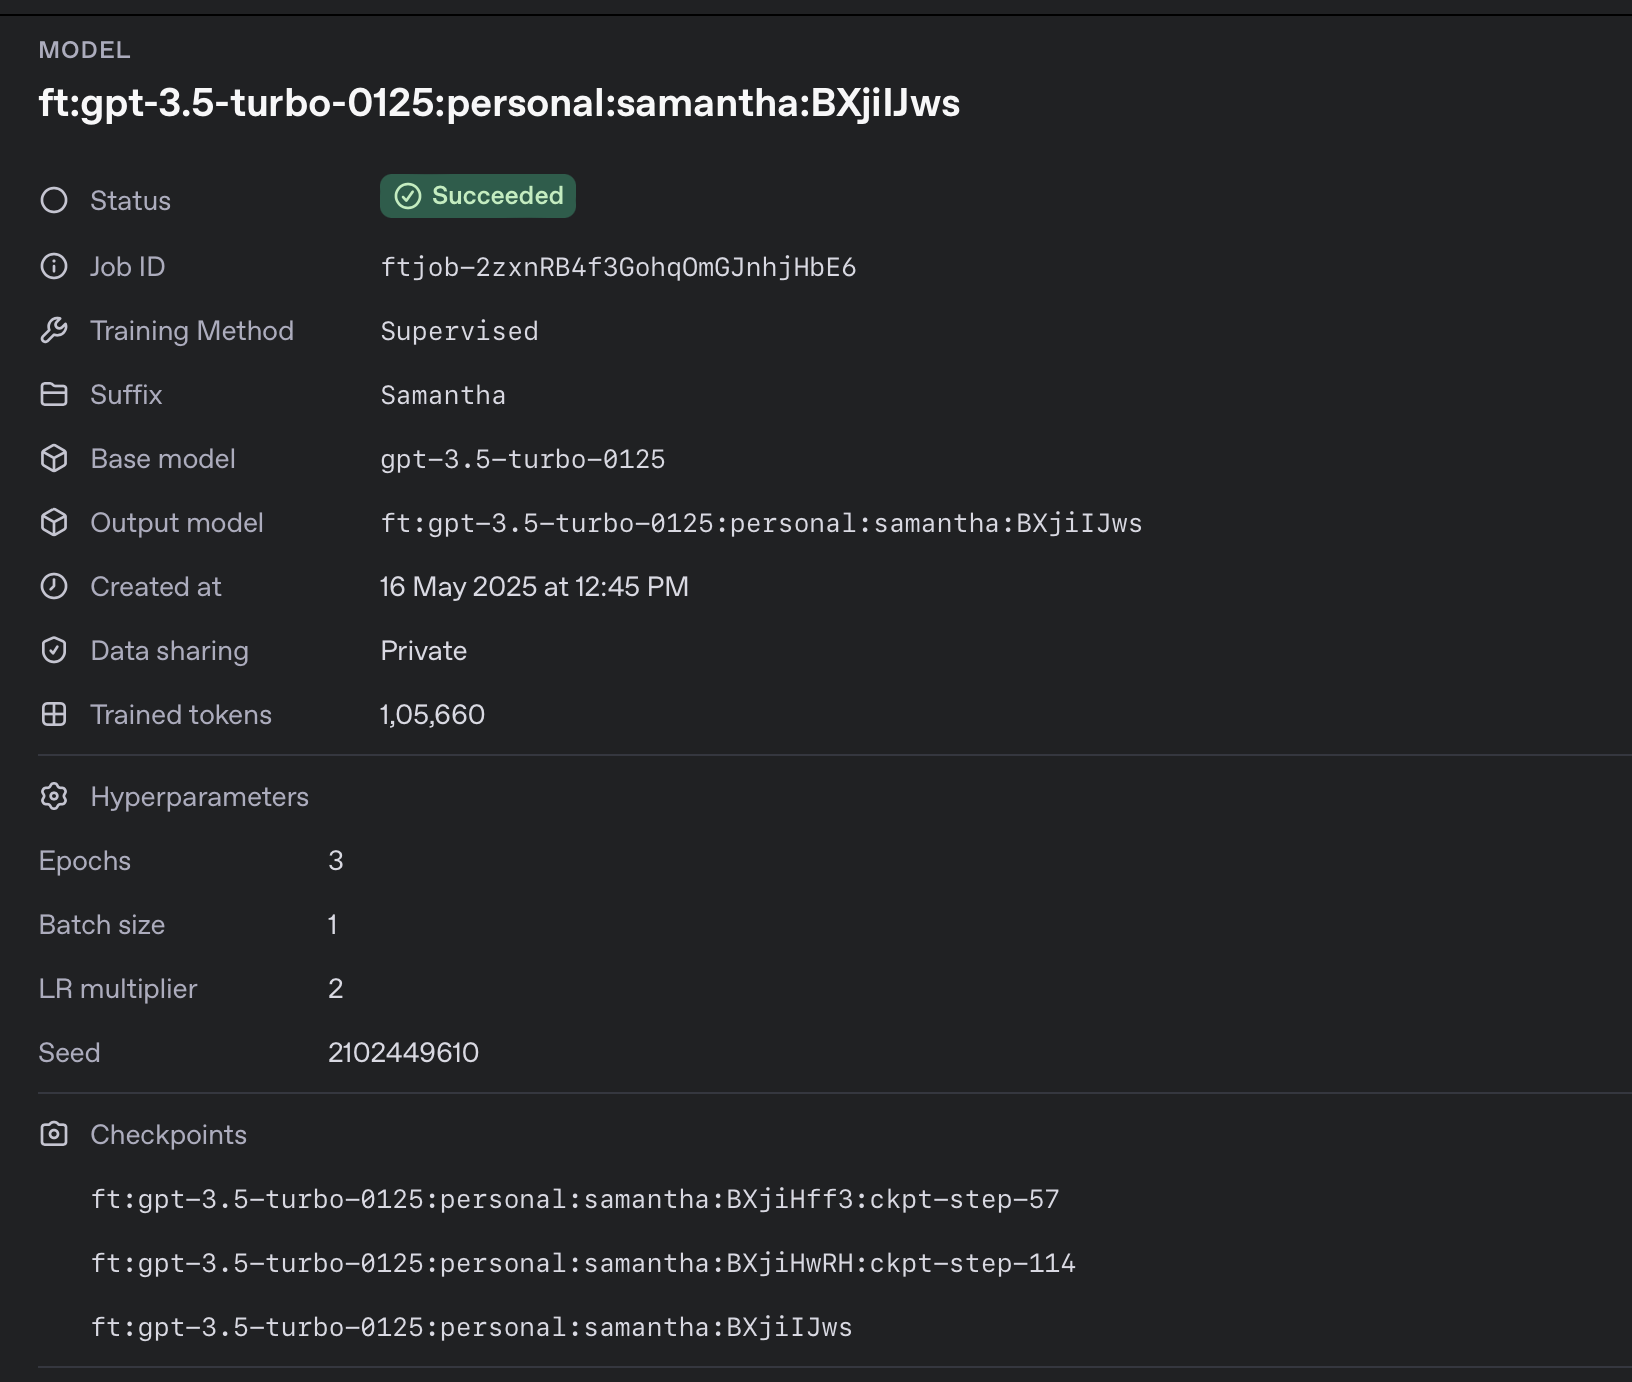 MODEL
ft:gpt-3.5-turbo-0125:personal:samantha:BXjiIJws
Status Succeeded
Job ID ftjob-2zxnRB4f3GohqOmGJnhjHbE6
Training Method Supervised
Suffix Samantha
Base model gpt-3.5-turbo-0125
Output model ft:gpt-3.5-turbo-0125:personal:samantha:BXjiIJws
Created at 16 May 2025 at 12:45 PM
Data sharing Private
Trained tokens 1,05,660
Hyperparameters
Epochs 3
Batch size 1
LR multiplier 2
Seed 2102449610
Checkpoints
ft:gpt-3.5-turbo-0125:personal:samantha:BXjiHff3:ckpt-step-57
ft:gpt-3.5-turbo-0125:personal:samantha:BXjiHwRH:ckpt-step-114
ft:gpt-3.5-turbo-0125:personal:samantha:BXjiIJws